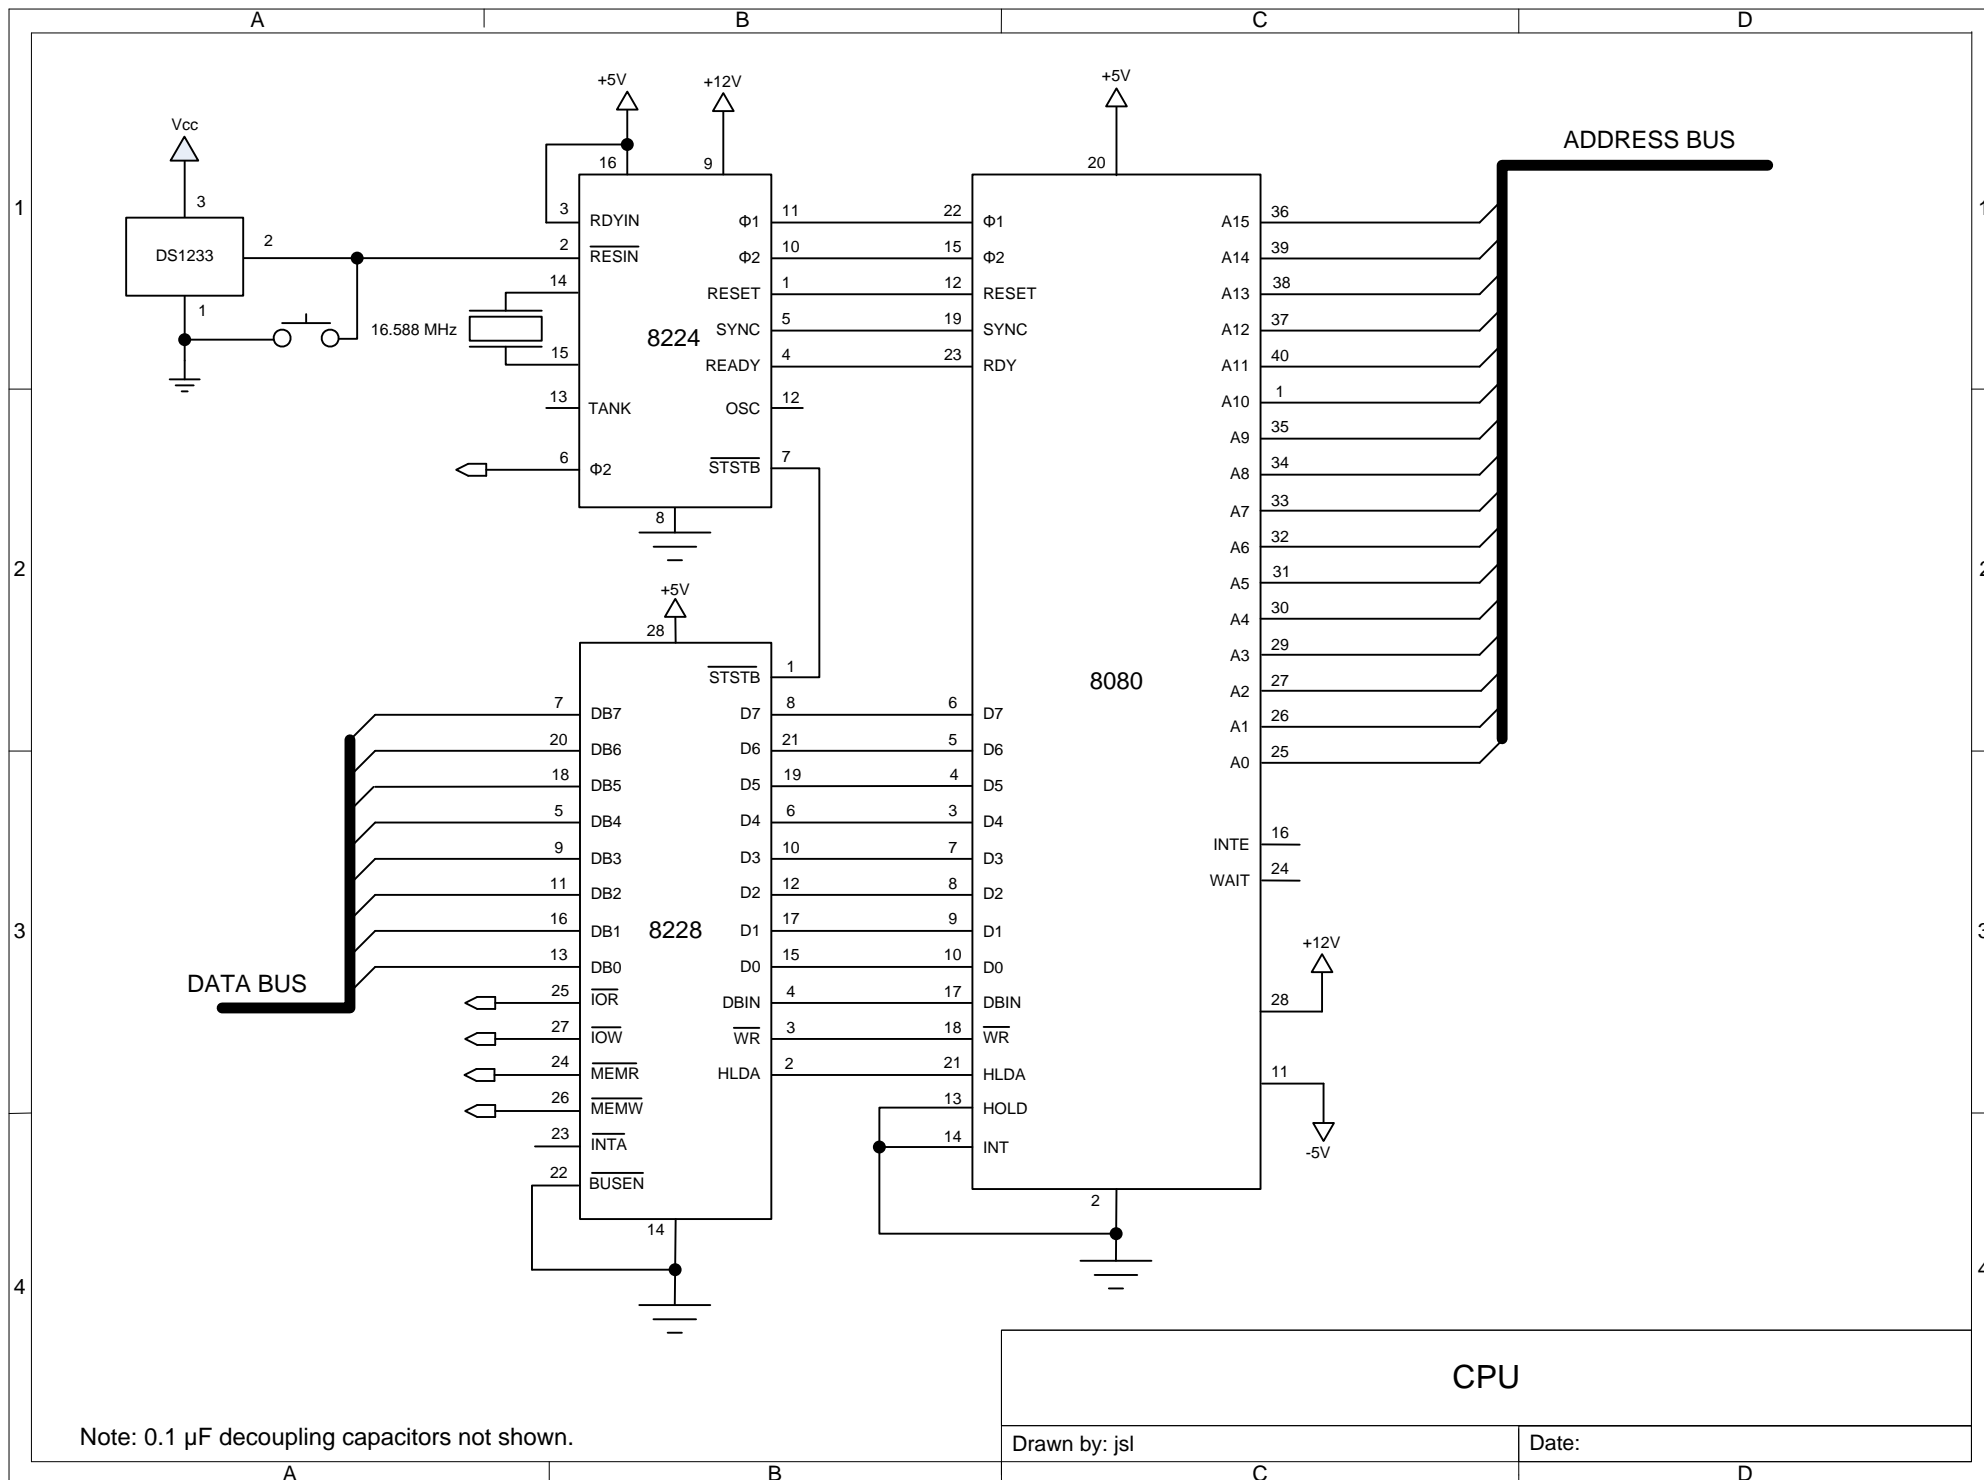 A B C D
+5V
+12V
+5V
Vcc
ADDRESS BUS
16 9
20
3
DS1233
2
1
16.588 MHz
3 RDYIN
2 RESIN
14
15
13 TANK
6 Φ2
8224
Φ1 11
Φ2 10
RESET 1
SYNC 5
READY 4
OSC 12
STSTB 7
8
22 Φ1
15 Φ2
12 RESET
19 SYNC
23 RDY
A15 36
A14 39
A13 38
A12 37
A11 40
A10 1
A9 35
A8 34
A7 33
A6 32
A5 31
A4 30
A3 29
A2 27
A1 26
A0 25
8080
INTE 16
WAIT 24
+12V
28
11
-5V
+5V
28
STSTB 1
7 DB7 D7 8
20 DB6 D6 21
18 DB5 D5 19
5 DB4 D4 6
9 DB3 D3 10
11 DB2 D2 12
16 DB1 D1 17
13 DB0 D0 15
8228
25 IOR DBIN 4
27 IOW WR 3
24 MEMR HLDA 2
26 MEMW
23 INTA
22 BUSEN
14
DATA BUS
6 D7
5 D6
4 D5
3 D4
7 D3
8 D2
9 D1
10 D0
17 DBIN
18 WR
21 HLDA
13 HOLD
14 INT
2
1 1
2 2
3 3
4 4
CPU
Note: 0.1 µF decoupling capacitors not shown.
Drawn by: jsl
Date:
A B C D